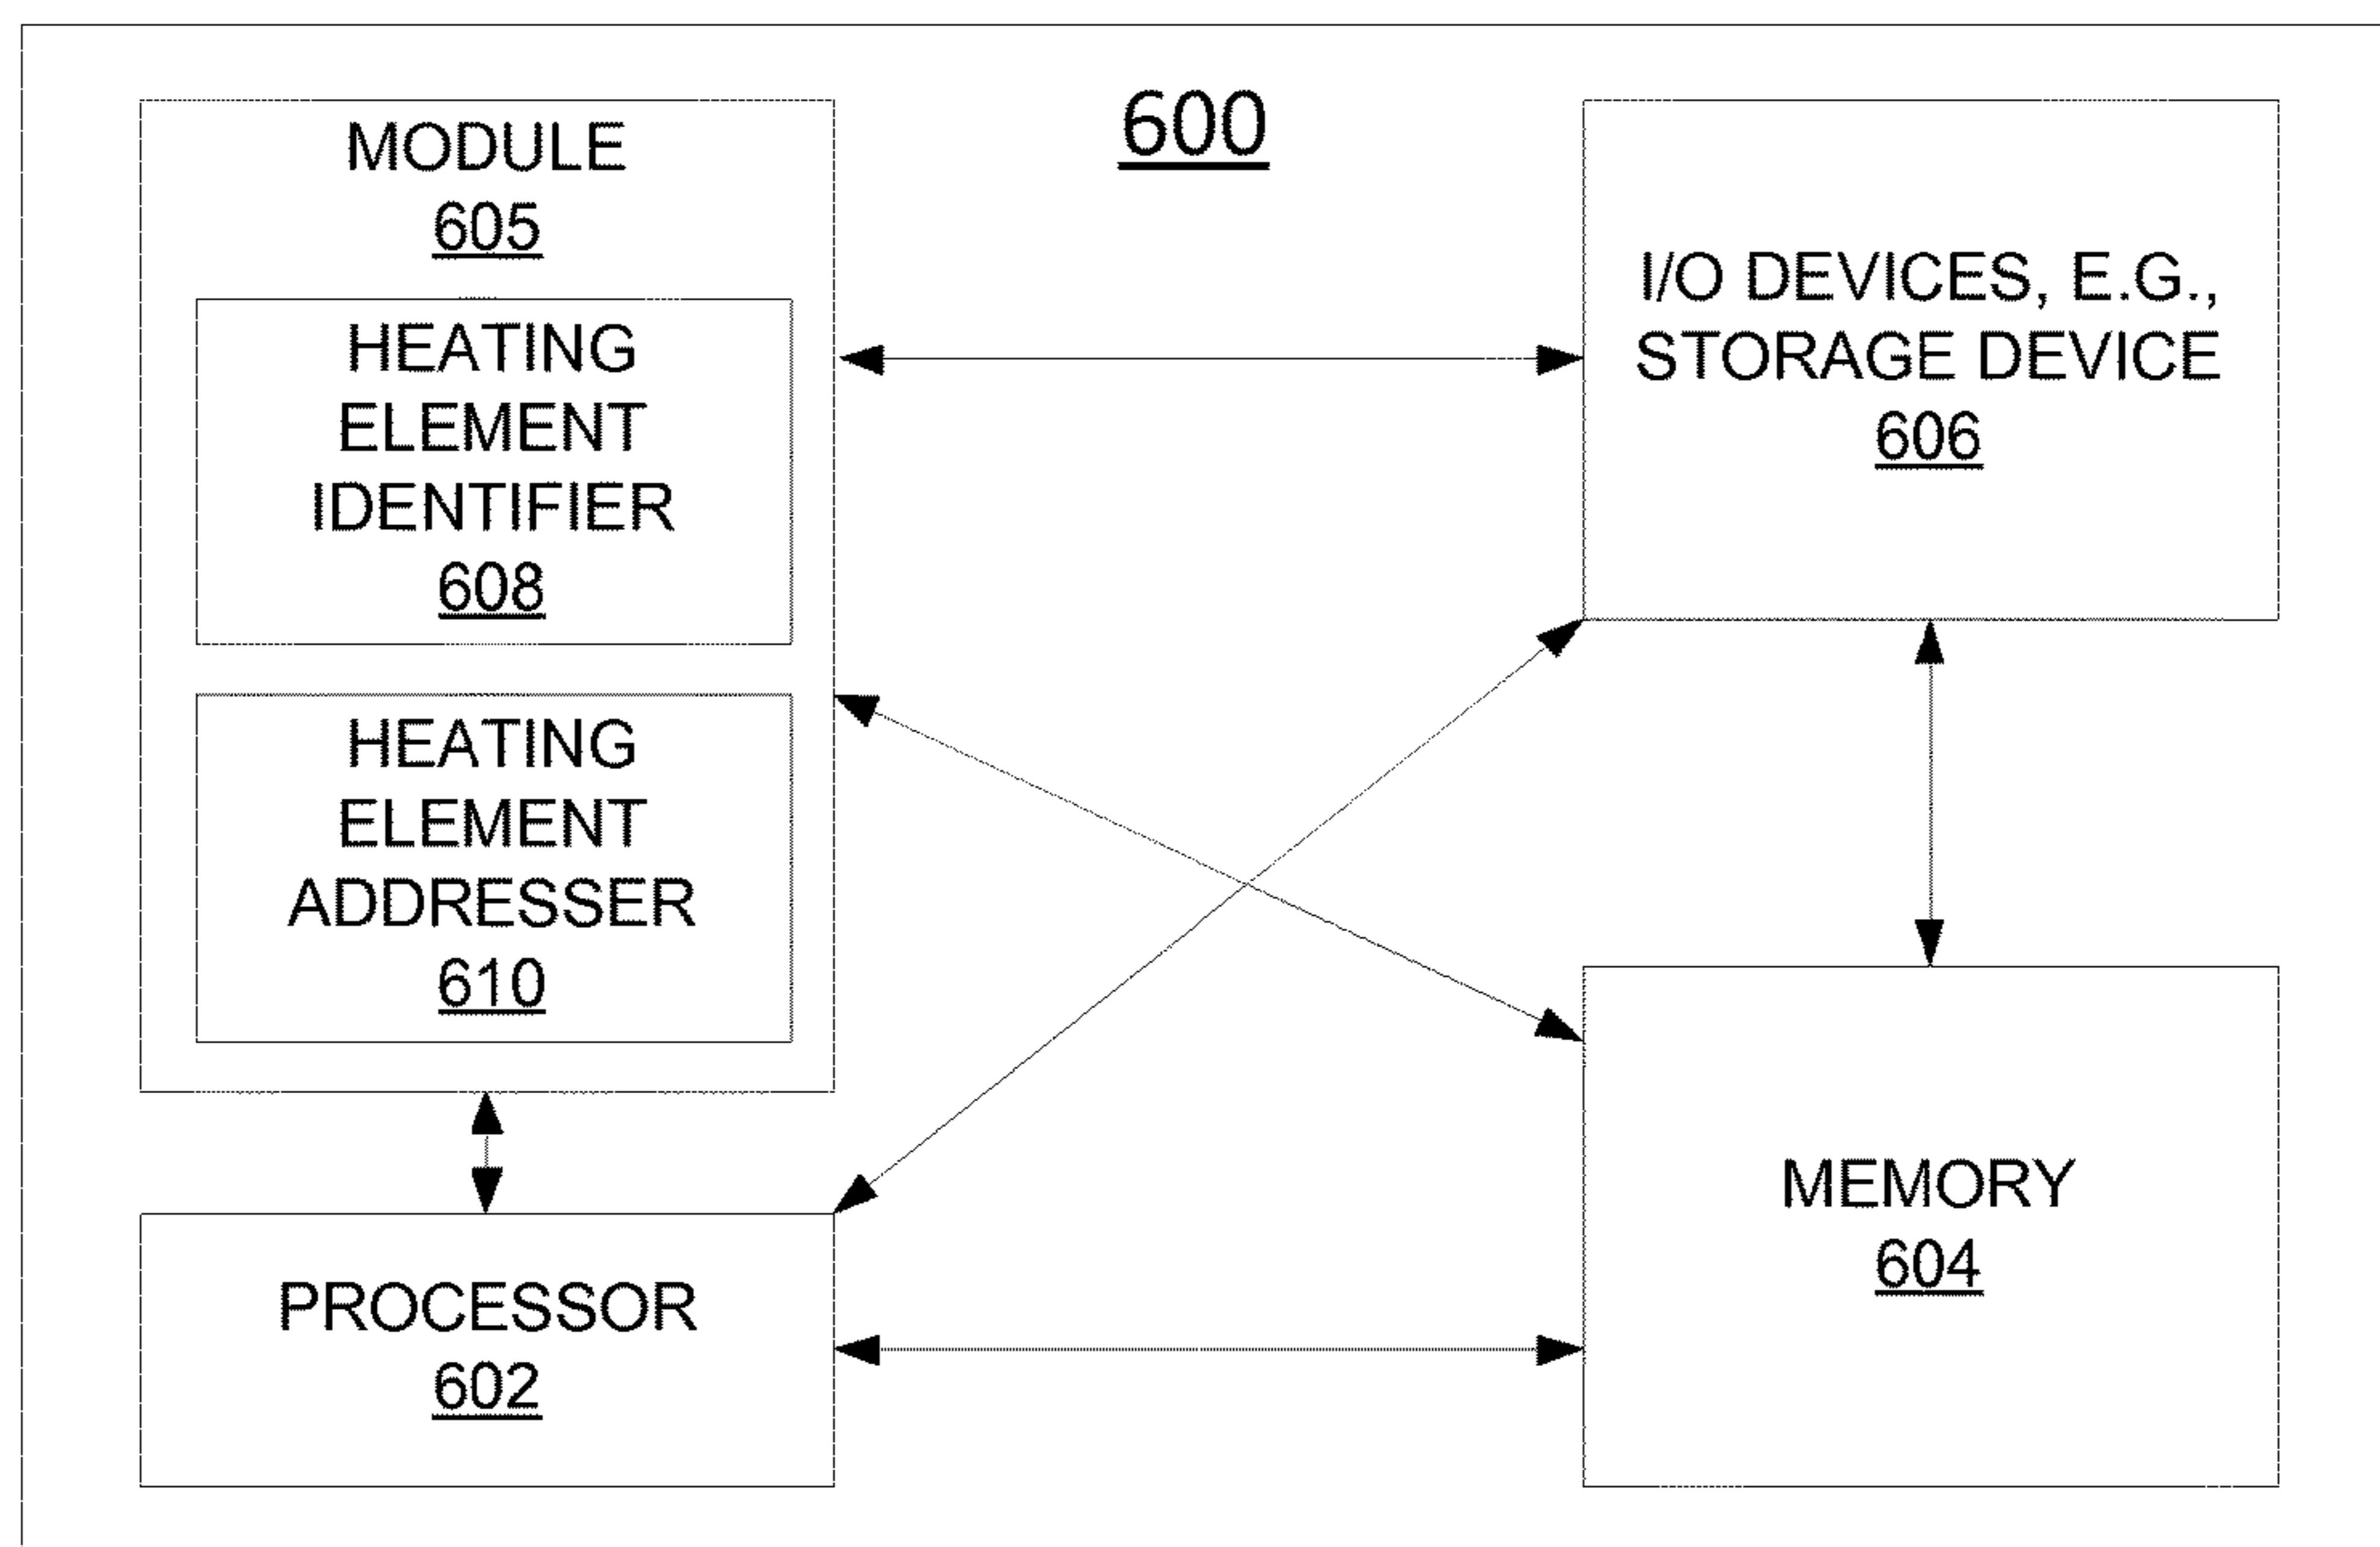 600
MODULE
605
HEATING
ELEMENT
IDENTIFIER
608
HEATING
ELEMENT
ADDRESSER
610
PROCESSOR
602
I/O DEVICES, E.G.,
STORAGE DEVICE
606
MEMORY
604